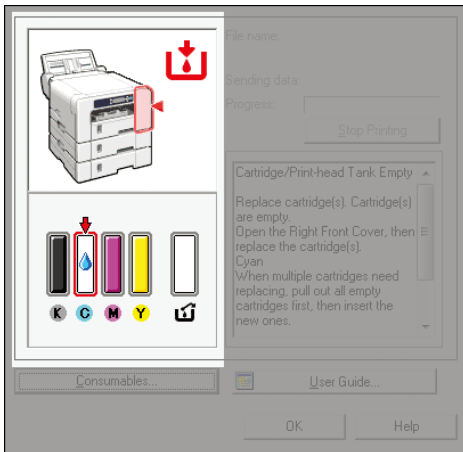 File name:
Sending data:
Progress:
Stop Printing
Cartridge/Print-head Tank Empty
Replace cartridge(s). Cartridge(s)
are empty.
Open the Right Front Cover, then
replace the cartridge(s).
Cyan
When multiple cartridges need
replacing, pull out all empty
cartridges first, then insert the
new ones.
K C M Y
Consumables...
User Guide...
OK
Help